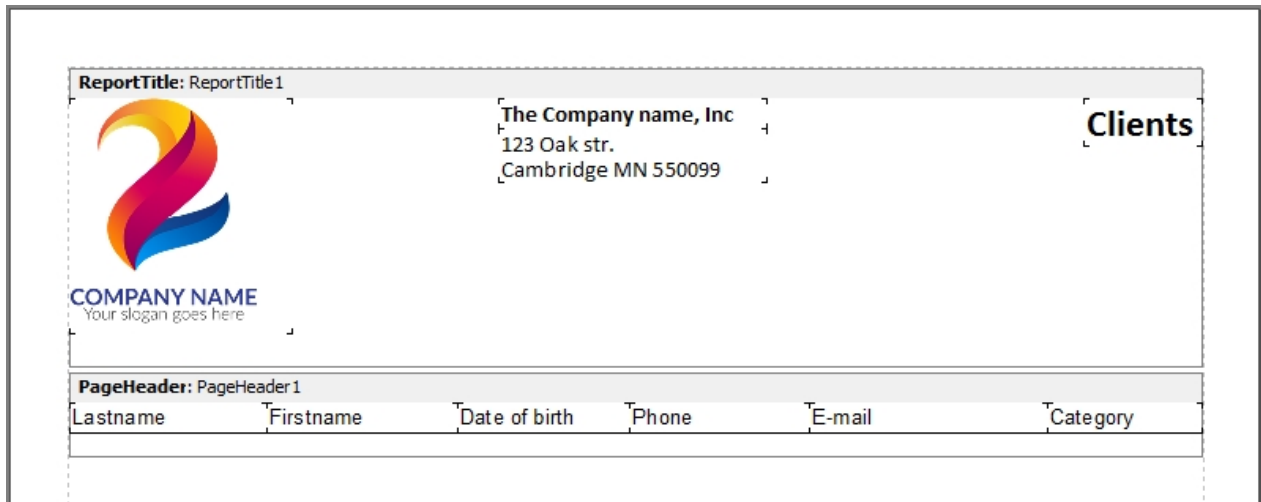 ReportTitle: ReportTitle1
The Company name, Inc
123 Oak str.
Cambridge MN 550099
Clients
COMPANY NAME
Your slogan goes here
PageHeader: PageHeader1
Lastname Firstname Date of birth Phone E-mail Category